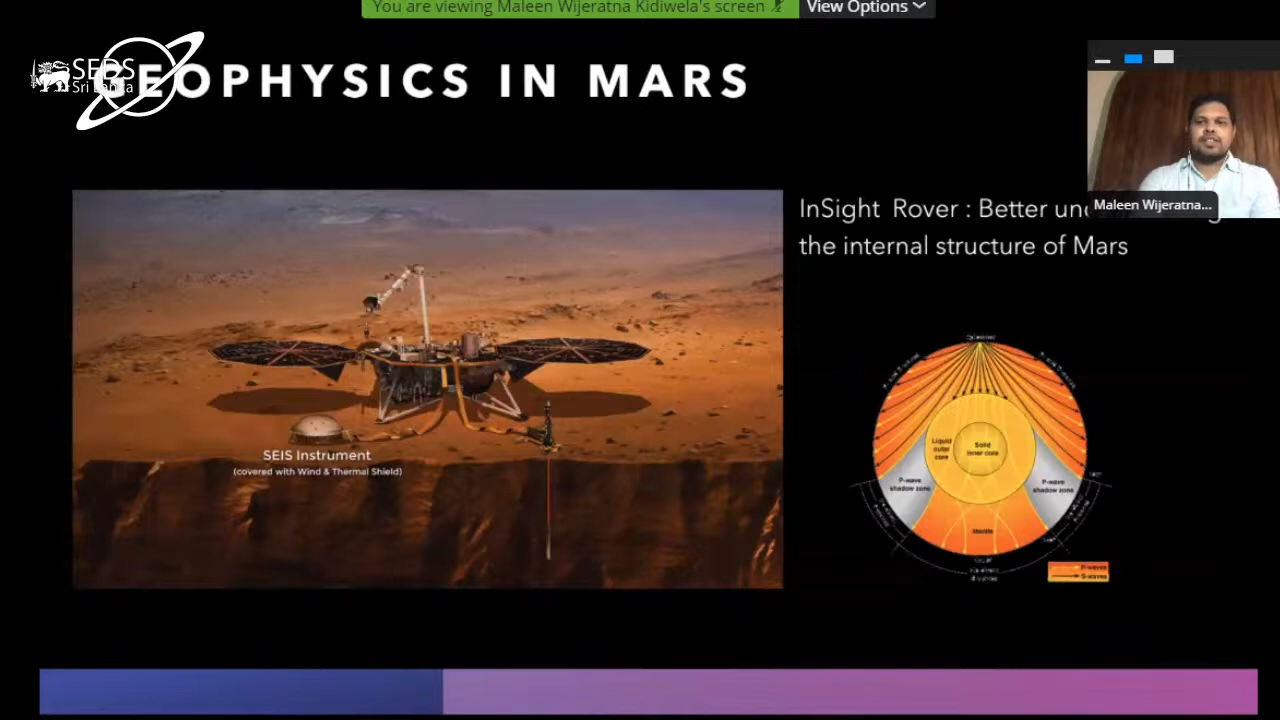 You are viewing Maleen Wijeratna Kidiwela's screen
View Options
SEDS
Sri Lanka
GEOPHYSICS IN MARS
Maleen Wijeratna...
InSight Rover : Better
the internal structure of Mars
SEIS Instrument
(covered with Wind & Thermal Shield)
Liquid
outer
core
Solid
inner core
P-wave
shadow zone
P-wave
shadow zone
Mantle
P-waves
S-waves